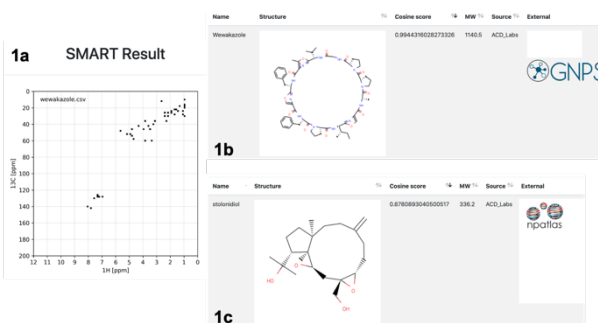 1a
SMART Result
wewakazole.csv
0
20
40
60
80
100
120
140
160
180
200
13C [ppm]
12 11 10 9 8 7 6 5 4 3 2 1 0
1H [ppm]
Name Structure Cosine score MW Source External
Wewakazole 0.9944316028273326 1140.5 ACD_Labs
GNPS
1b
Name Structure Cosine score MW Source External
stolonidiol 0.8780893040500517 336.2 ACD_Labs
npatlas
HO
O
O
OH
1c